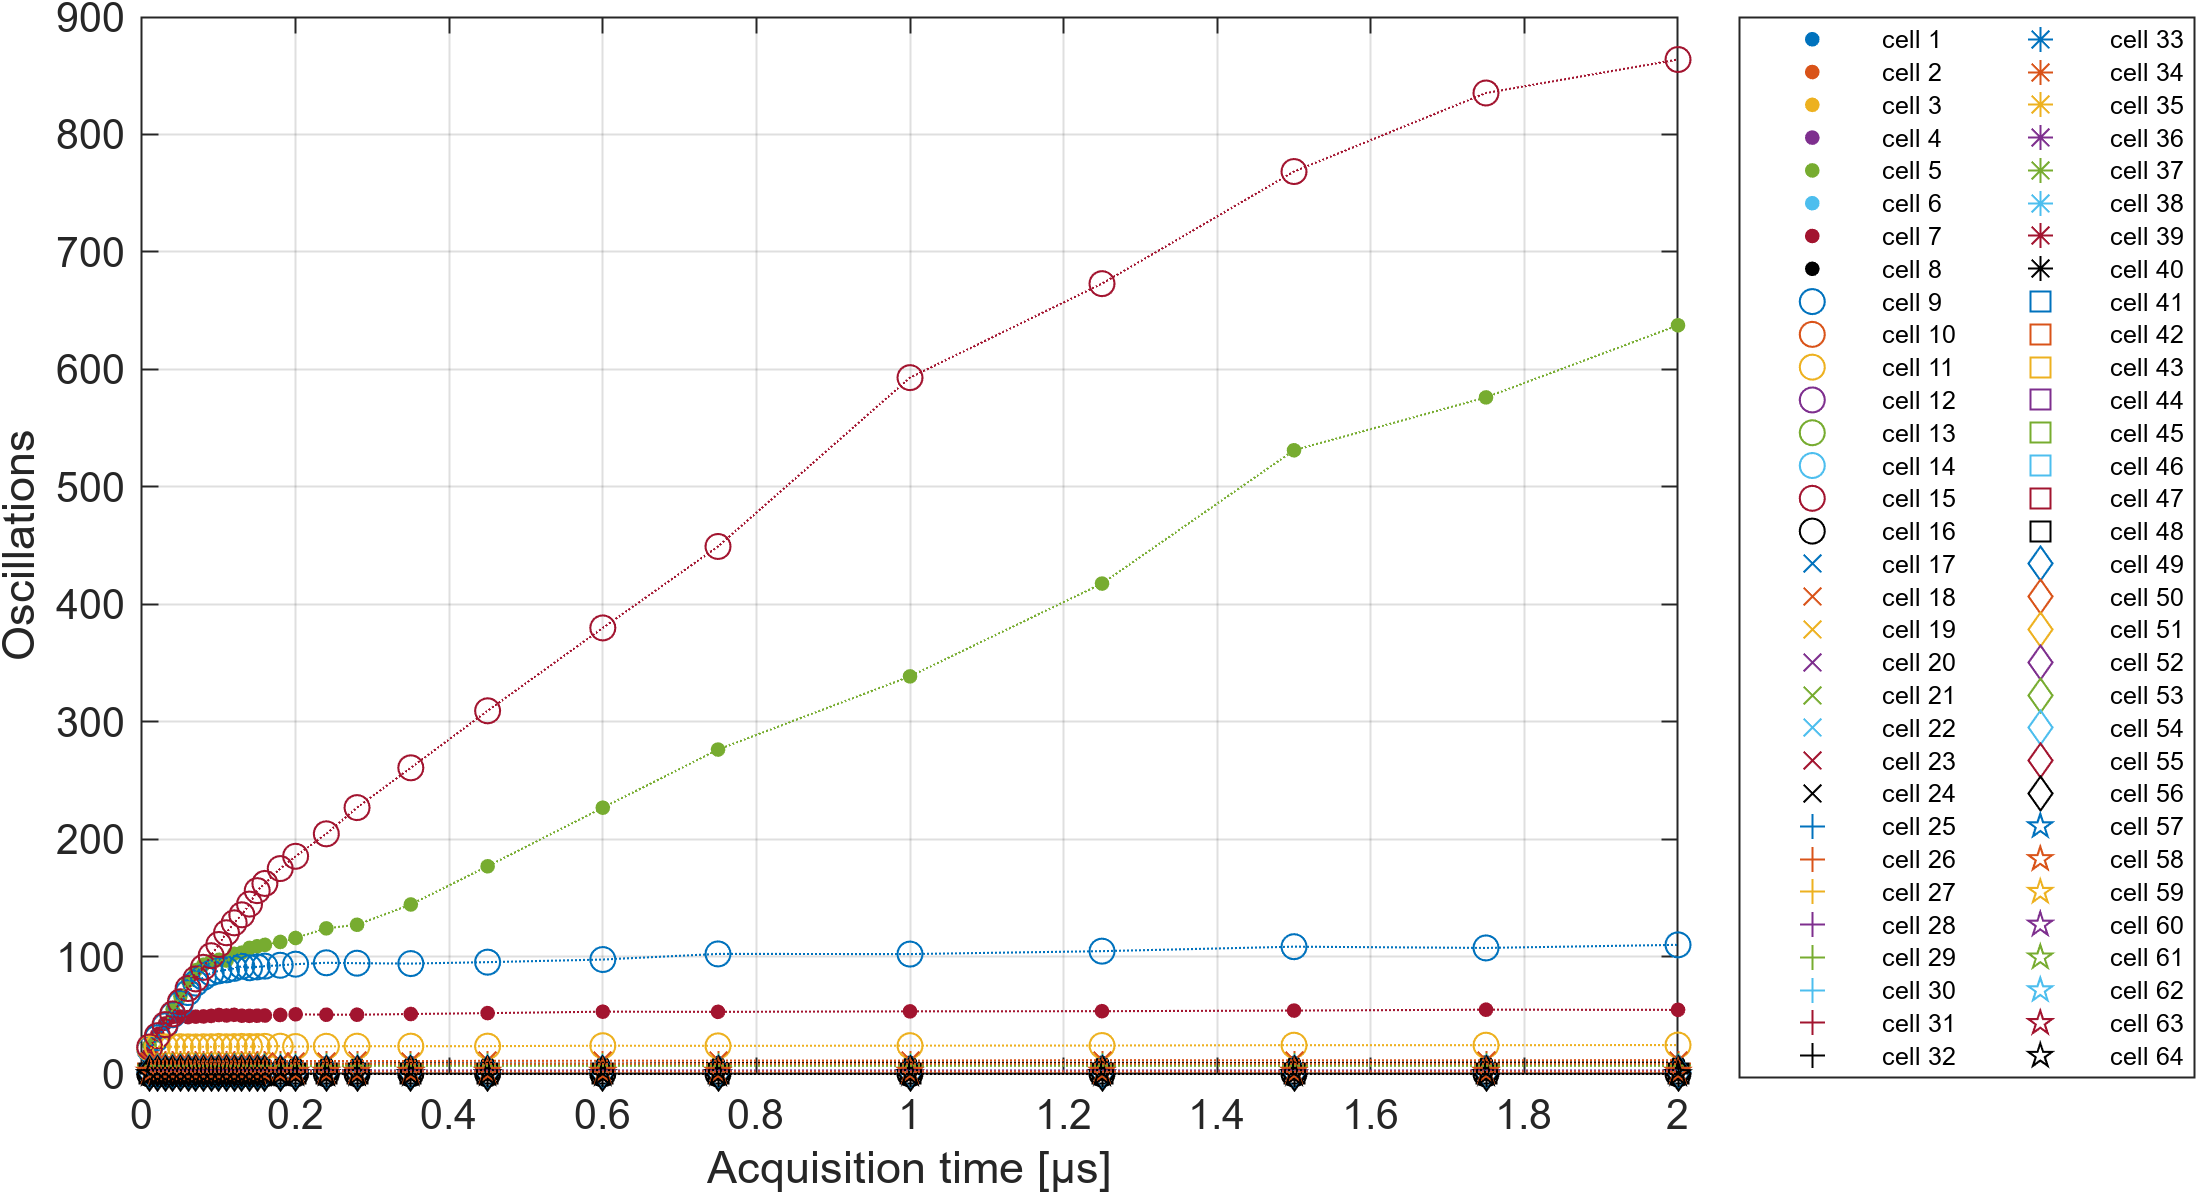 900
800
700
600
500
400
300
200
100
0
Oscillations
0 0.2 0.4 0.6 0.8 1 1.2 1.4 1.6 1.8 2
Acquisition time [µs]
cell 1 cell 33
cell 2 cell 34
cell 3 cell 35
cell 4 cell 36
cell 5 cell 37
cell 6 cell 38
cell 7 cell 39
cell 8 cell 40
cell 9 cell 41
cell 10 cell 42
cell 11 cell 43
cell 12 cell 44
cell 13 cell 45
cell 14 cell 46
cell 15 cell 47
cell 16 cell 48
cell 17 cell 49
cell 18 cell 50
cell 19 cell 51
cell 20 cell 52
cell 21 cell 53
cell 22 cell 54
cell 23 cell 55
cell 24 cell 56
cell 25 cell 57
cell 26 cell 58
cell 27 cell 59
cell 28 cell 60
cell 29 cell 61
cell 30 cell 62
cell 31 cell 63
cell 32 cell 64